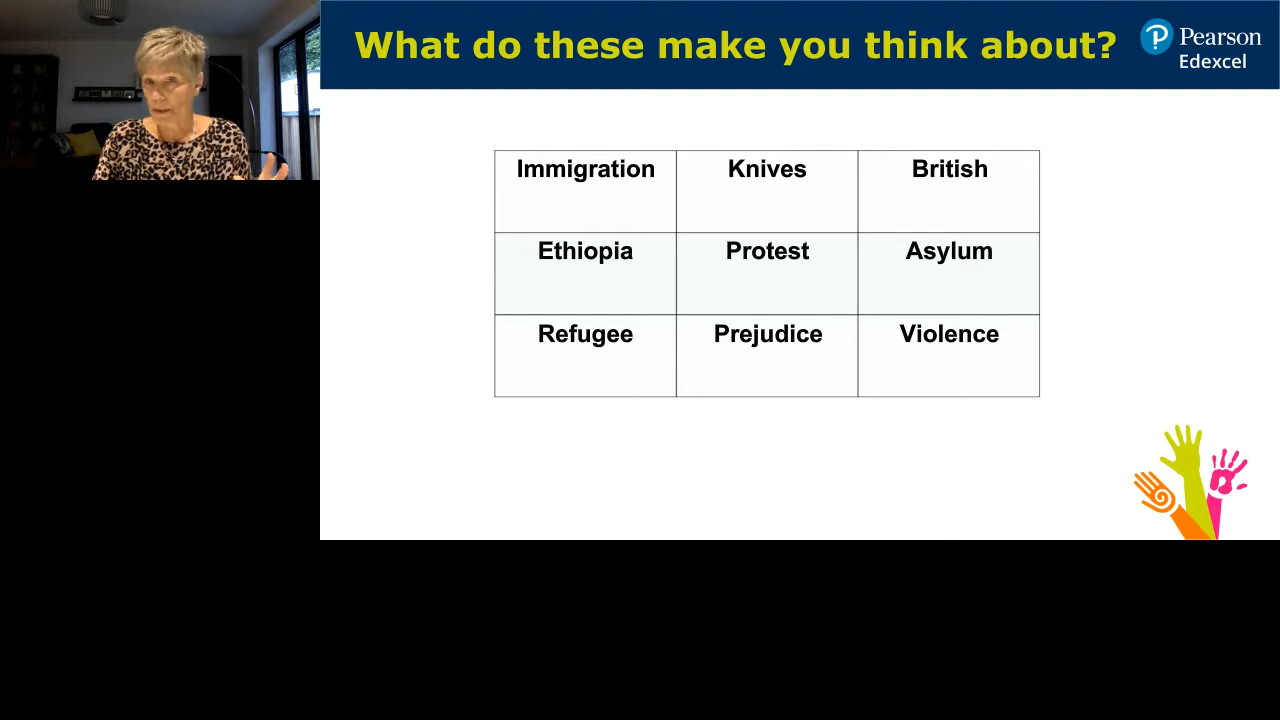 What do these make you think about?
Pearson
Edexcel
Immigration Knives British
Ethiopia Protest Asylum
Refugee Prejudice Violence